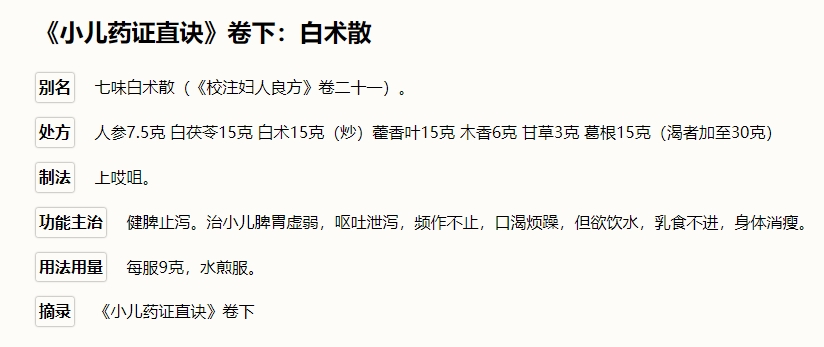 《小儿药证直诀》卷下：白术散
别名 七味白术散（《校注妇人良方》卷二十一）。
处方 人参7.5克 白茯苓15克 白术15克（炒）藿香叶15克 木香6克 甘草3克 葛根15克（渴者加至30克）
制法 上㕮咀。
功能主治 健脾止泻。治小儿脾胃虚弱，呕吐泄泻，频作不止，口渴烦躁，但欲饮水，乳食不进，身体消瘦。
用法用量 每服9克，水煎服。
摘录 《小儿药证直诀》卷下